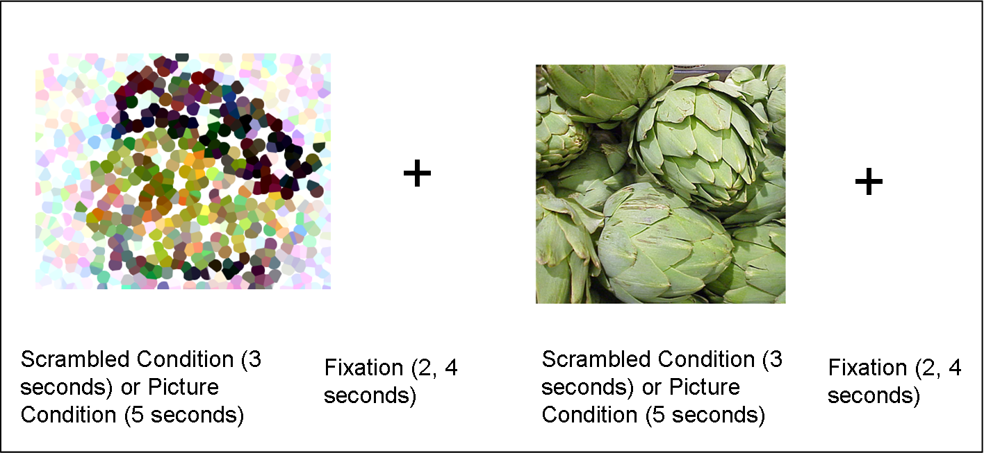 Scrambled Condition (3
seconds) or Picture
Condition (5 seconds)
Fixation (2, 4
seconds)
Scrambled Condition (3
seconds) or Picture
Condition (5 seconds)
Fixation (2, 4
seconds)